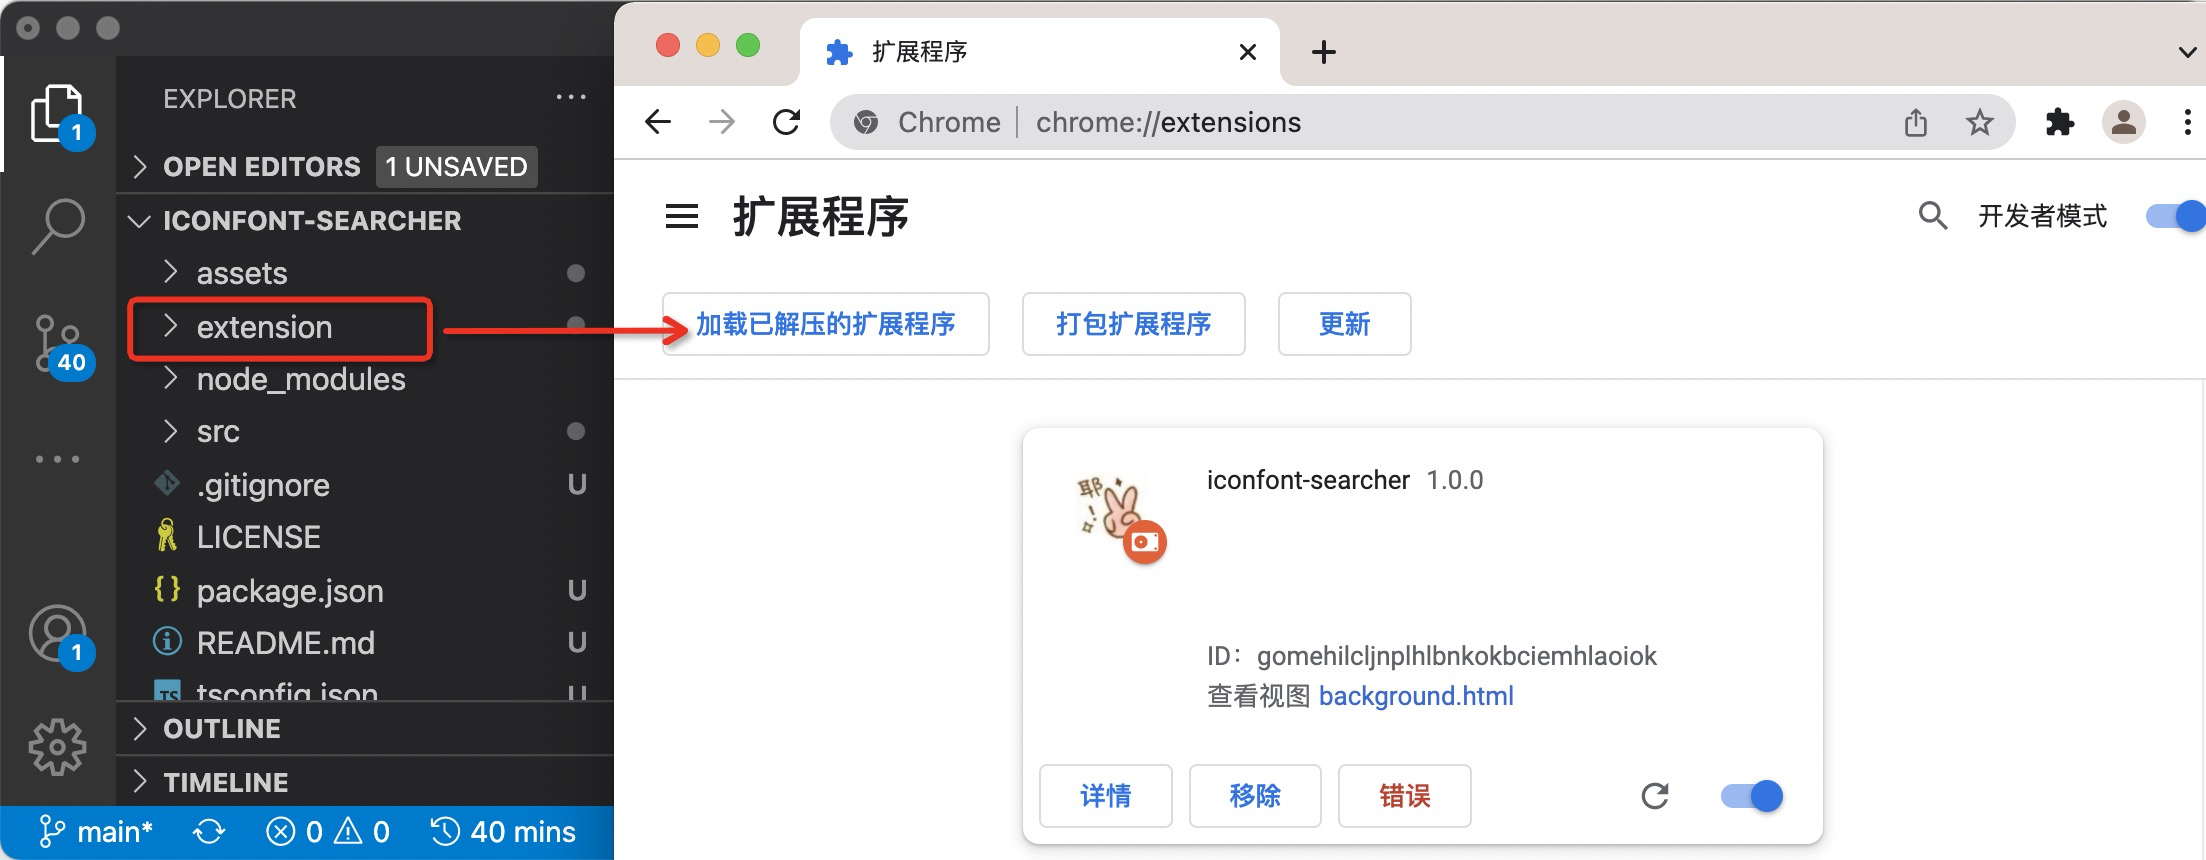 EXPLORER
OPEN EDITORS 1 UNSAVED
ICONFONT-SEARCHER
assets
extension
node_modules
src
.gitignore U
LICENSE
package.json U
README.md U
tsconfig.json U
OUTLINE
TIMELINE
main* 0 0 40 mins
1
40
1
扩展程序
Chrome chrome://extensions
扩展程序
开发者模式
加载已解压的扩展程序 打包扩展程序 更新
耶!
iconfont-searcher 1.0.0
ID：gomehilcljnplhlbnkokbciemhlaoiok
查看视图 background.html
详情 移除 错误